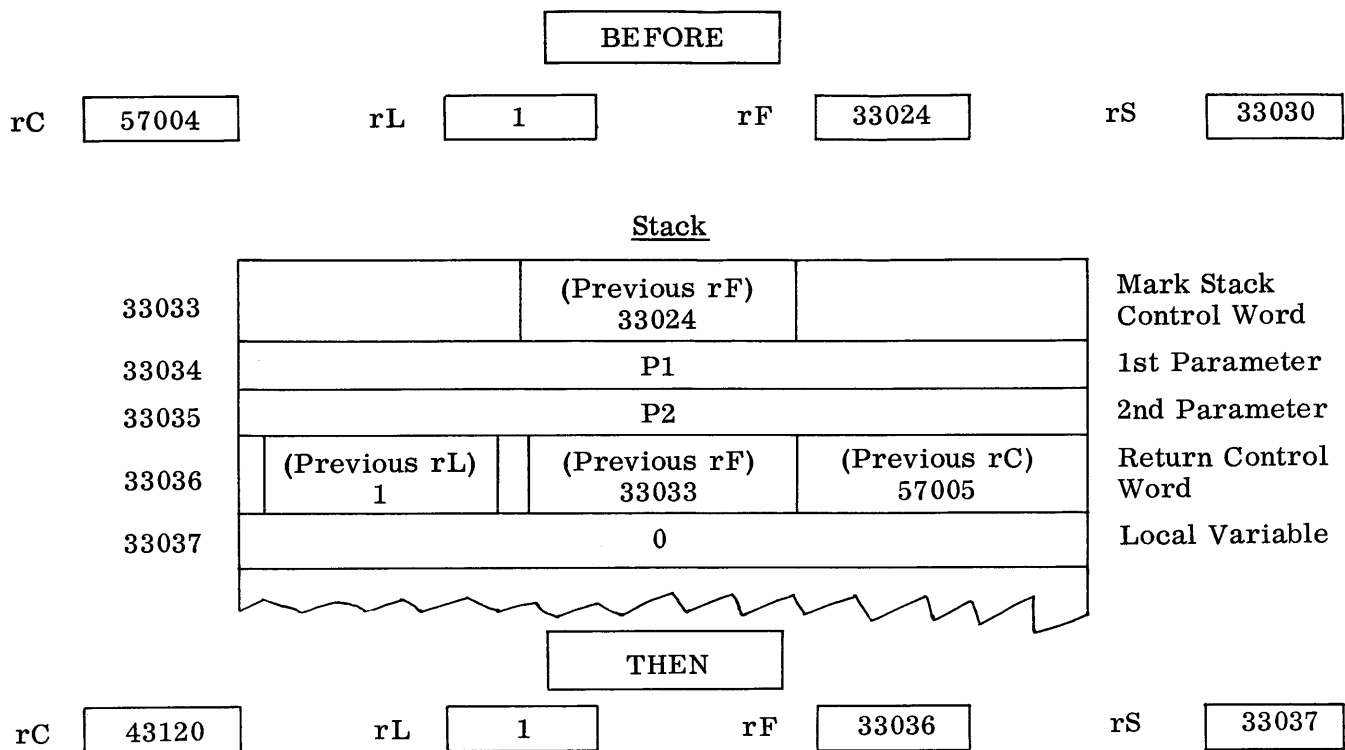 BEFORE
rC 57004 rL 1 rF 33024 rS 33030
Stack
33033 (Previous rF) 33024 Mark Stack Control Word
33034 P1 1st Parameter
33035 P2 2nd Parameter
33036 (Previous rL) 1 (Previous rF) 33033 (Previous rC) 57005 Return Control Word
33037 0 Local Variable
THEN
rC 43120 rL 1 rF 33036 rS 33037